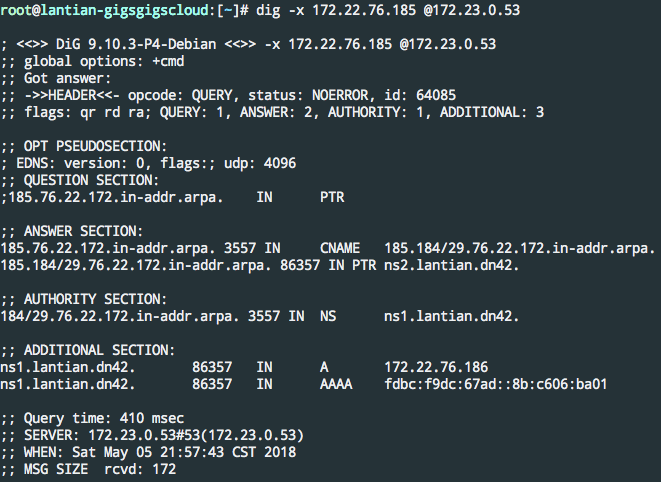 root@lantian-gigsgigscloud:[~]# dig -x 172.22.76.185 @172.23.0.53
; <<>> DiG 9.10.3-P4-Debian <<>> -x 172.22.76.185 @172.23.0.53
;; global options: +cmd
;; Got answer:
;; ->>HEADER<<- opcode: QUERY, status: NOERROR, id: 64085
;; flags: qr rd ra; QUERY: 1, ANSWER: 2, AUTHORITY: 1, ADDITIONAL: 3
;; OPT PSEUDOSECTION:
; EDNS: version: 0, flags:; udp: 4096
;; QUESTION SECTION:
;185.76.22.172.in-addr.arpa. IN PTR
;; ANSWER SECTION:
185.76.22.172.in-addr.arpa. 3557 IN CNAME 185.184/29.76.22.172.in-addr.arpa.
185.184/29.76.22.172.in-addr.arpa. 86357 IN PTR ns2.lantian.dn42.
;; AUTHORITY SECTION:
184/29.76.22.172.in-addr.arpa. 3557 IN NS ns1.lantian.dn42.
;; ADDITIONAL SECTION:
ns1.lantian.dn42. 86357 IN A 172.22.76.186
ns1.lantian.dn42. 86357 IN AAAA fdbc:f9dc:67ad::8b:c606:ba01
;; Query time: 410 msec
;; SERVER: 172.23.0.53#53(172.23.0.53)
;; WHEN: Sat May 05 21:57:43 CST 2018
;; MSG SIZE rcvd: 172